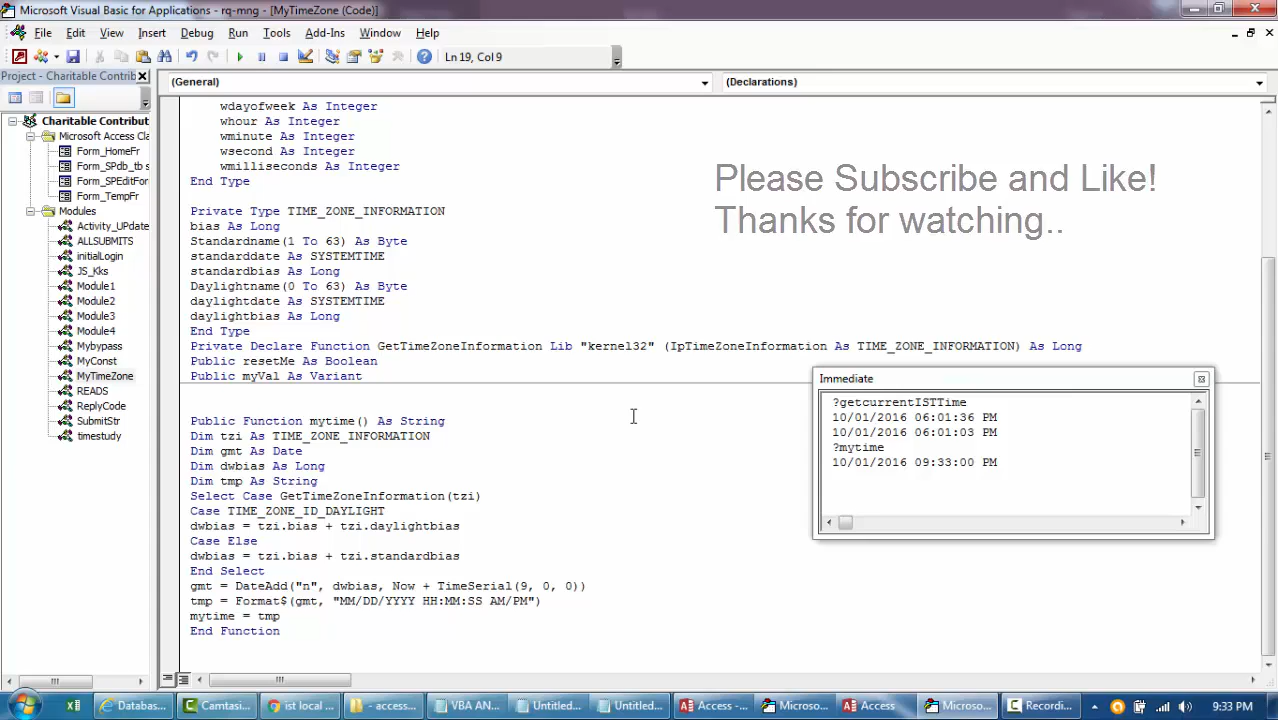 Microsoft Visual Basic for Applications - rq-mng - [MyTimeZone (Code)]
File Edit View Insert Format Debug Run Tools Add-Ins Window Help
Ln 19, Col 9
Project - Charitable Contrib
(General)
(Declarations)
Charitable Contribut
Microsoft Access Cla
Form_HomeFr
Form_SPdb_tb s
Form_SPEditFor
Form_TempFr
Modules
Activity_UPdate
ALLSUBMITS
initialLogin
JS_Kks
Module1
Module2
Module3
Module4
Mybypass
MyConst
MyTimeZone
READS
ReplyCode
SubmitStr
timestudy
wdayofweek As Integer
whour As Integer
wminute As Integer
wsecond As Integer
wmilliseconds As Integer
End Type
Private Type TIME_ZONE_INFORMATION
bias As Long
Standardname(1 To 63) As Byte
standarddate As SYSTEMTIME
standardbias As Long
Daylightname(0 To 63) As Byte
daylightdate As SYSTEMTIME
daylightbias As Long
End Type
Private Declare Function GetTimeZoneInformation Lib "kernel32" (IpTimeZoneInformation As TIME_ZONE_INFORMATION) As Long
Public resetMe As Boolean
Public myVal As Variant
Public Function mytime() As String
Dim tzi As TIME_ZONE_INFORMATION
Dim gmt As Date
Dim dwbias As Long
Dim tmp As String
Select Case GetTimeZoneInformation(tzi)
Case TIME_ZONE_ID_DAYLIGHT
dwbias = tzi.bias + tzi.daylightbias
Case Else
dwbias = tzi.bias + tzi.standardbias
End Select
gmt = DateAdd("n", dwbias, Now + TimeSerial(9, 0, 0))
tmp = Format$(gmt, "MM/DD/YYYY HH:MM:SS AM/PM")
mytime = tmp
End Function
Please Subscribe and Like!
Thanks for watching..
Immediate
?getcurrentISTTime
10/01/2016 06:01:36 PM
10/01/2016 06:01:03 PM
?mytime
10/01/2016 09:33:00 PM
Databas...
Camtasi...
ist local ...
- access...
VBA AN...
Untitled...
Untitled...
Access -...
Microso...
Access
Microso...
Recordi...
9:33 PM